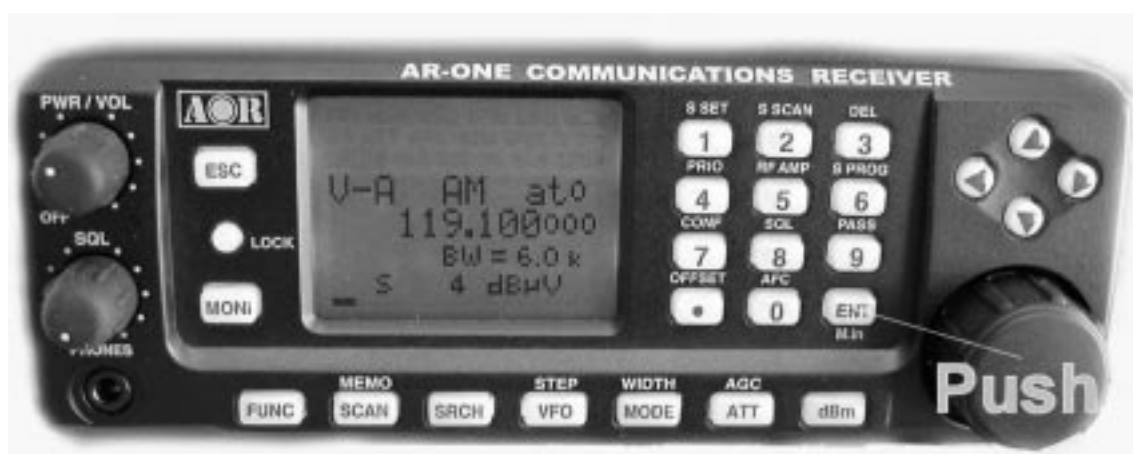 AR-ONE COMMUNICATIONS RECEIVER
PWR / VOL
OFF
SQL
PHONES
AOR
ESC
LOCK
MONi
V-A AM ato
119.100000
BW = 6.0 k
S 4 dBµV
S SET S SCAN DEL
1 2 3
PRIO RF AMP S PROG
4 5 6
CONF SQL PASS
7 8 9
OFFSET AFC
• 0 ENT
M.in
Push
MEMO STEP WIDTH AGC
FUNC SCAN SRCH VFO MODE ATT dBm